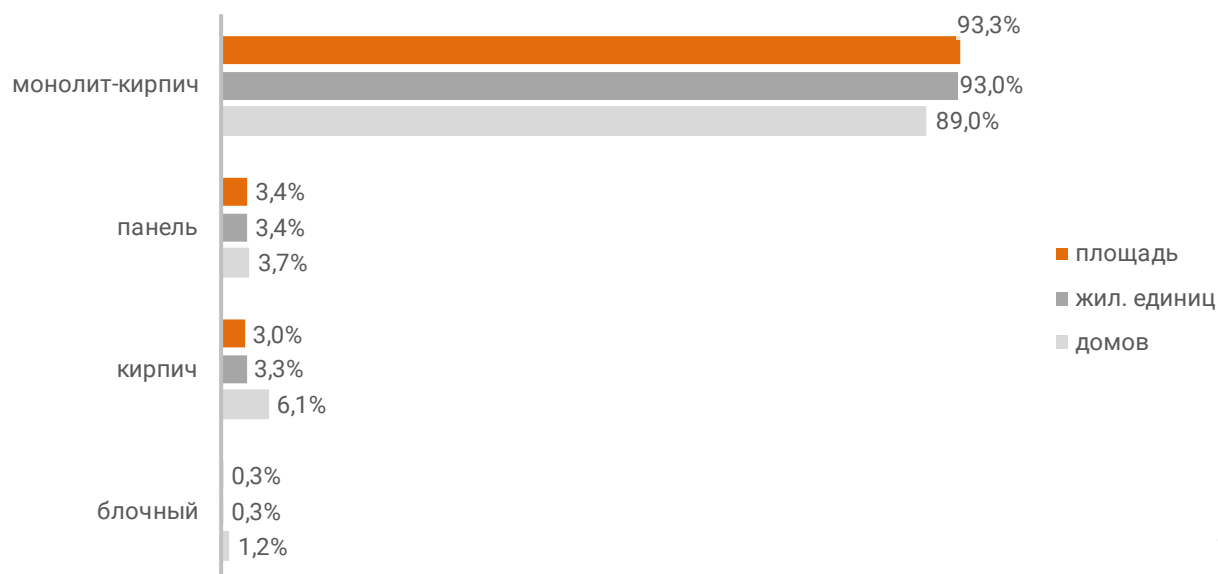 93,3%
монолит-кирпич
93,0%
89,0%
3,4%
панель
3,4%
3,7%
площадь
жил. единиц
3,0%
домов
кирпич
3,3%
6,1%
0,3%
блочный
0,3%
1,2%